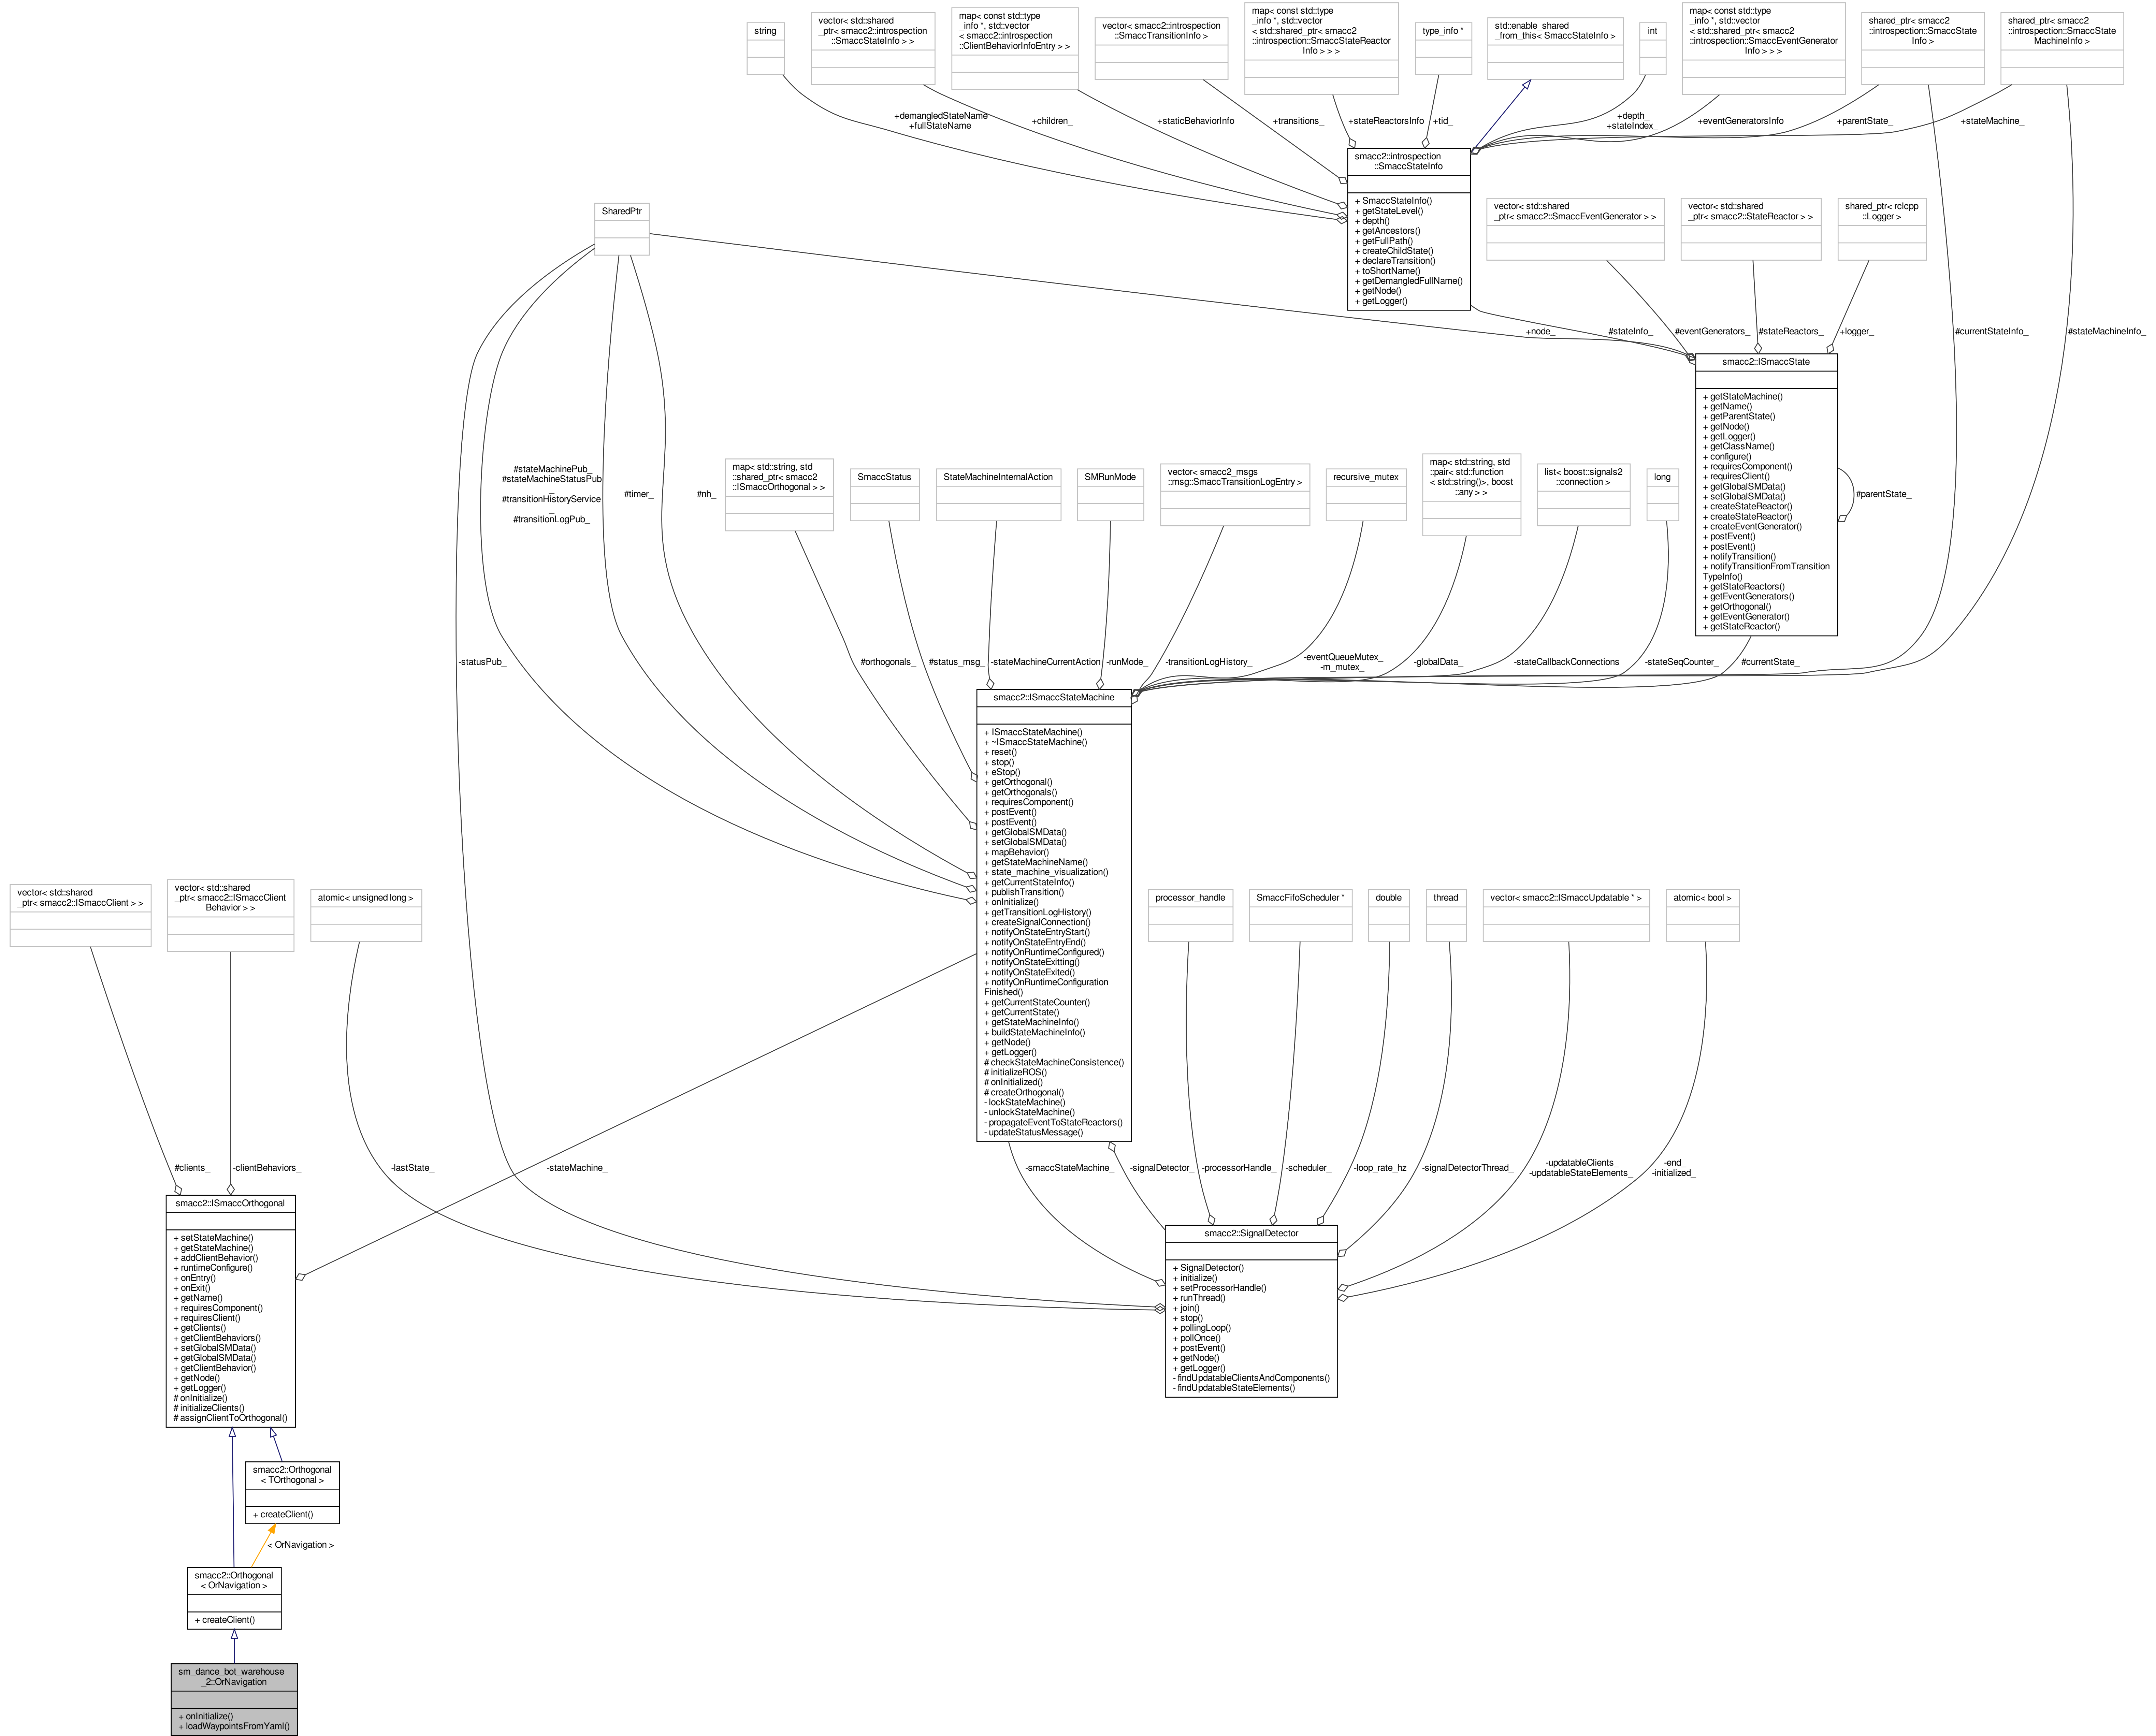 string
vector< std::shared
_ptr< smacc2::introspection
::SmaccStateInfo > >
map< const std::type
_info *, std::vector
< smacc2::introspection
::ClientBehaviorInfoEntry > >
vector< smacc2::introspection
::SmaccTransitionInfo >
map< const std::type
_info *, std::vector
< std::shared_ptr< smacc2
::introspection::SmaccStateReactor
Info > > >
type_info *
std::enable_shared
_from_this< SmaccStateInfo >
int
map< const std::type
_info *, std::vector
< std::shared_ptr< smacc2
::introspection::SmaccEventGenerator
Info > > >
shared_ptr< smacc2
::introspection::SmaccState
Info >
shared_ptr< smacc2
::introspection::SmaccState
MachineInfo >
+demangledStateName
+fullStateName
+children_
+staticBehaviorInfo
+transitions_
+stateReactorsInfo
+tid_
+depth_
+stateIndex_
+eventGeneratorsInfo
+parentState_
+stateMachine_
smacc2::introspection
::SmaccStateInfo
+ SmaccStateInfo()
+ getStateLevel()
+ depth()
+ getAncestors()
+ getFullPath()
+ createChildState()
+ declareTransition()
+ toShortName()
+ getDemangledFullName()
+ getNode()
+ getLogger()
SharedPtr
vector< std::shared
_ptr< smacc2::SmaccEventGenerator > >
vector< std::shared
_ptr< smacc2::StateReactor > >
shared_ptr< rclcpp
::Logger >
+node_
#stateInfo_
#eventGenerators_
#stateReactors_
+logger_
#currentStateInfo_
#stateMachineInfo_
smacc2::ISmaccState
+ getStateMachine()
+ getName()
+ getParentState()
+ getNode()
+ getLogger()
+ getClassName()
+ configure()
+ requiresComponent()
+ requiresClient()
+ getGlobalSMData()
+ setGlobalSMData()
+ createStateReactor()
+ createStateReactor()
+ createEventGenerator()
+ postEvent()
+ postEvent()
+ notifyTransition()
+ notifyTransitionFromTransition
TypeInfo()
+ getStateReactors()
+ getEventGenerators()
+ getOrthogonal()
+ getEventGenerator()
+ getStateReactor()
#parentState_
#stateMachinePub_
#stateMachineStatusPub
_
#transitionHistoryService
_
#transitionLogPub_
#timer_
#nh_
map< std::string, std
::shared_ptr< smacc2
::ISmaccOrthogonal > >
SmaccStatus
StateMachineInternalAction
SMRunMode
vector< smacc2_msgs
::msg::SmaccTransitionLogEntry >
recursive_mutex
map< std::string, std
::pair< std::function
< std::string()>, boost
::any > >
list< boost::signals2
::connection >
long
-statusPub_
#orthogonals_
#status_msg_
-stateMachineCurrentAction
-runMode_
-transitionLogHistory_
-eventQueueMutex_
-m_mutex_
-globalData_
-stateCallbackConnections
-stateSeqCounter_
#currentState_
smacc2::ISmaccStateMachine
+ ISmaccStateMachine()
+ ~ISmaccStateMachine()
+ reset()
+ stop()
+ eStop()
+ getOrthogonal()
+ getOrthogonals()
+ requiresComponent()
+ postEvent()
+ postEvent()
+ getGlobalSMData()
+ setGlobalSMData()
+ mapBehavior()
+ getStateMachineName()
+ state_machine_visualization()
+ getCurrentStateInfo()
+ publishTransition()
+ onInitialize()
+ getTransitionLogHistory()
+ createSignalConnection()
+ notifyOnStateEntryStart()
+ notifyOnStateEntryEnd()
+ notifyOnRuntimeConfigured()
+ notifyOnStateExitting()
+ notifyOnStateExited()
+ notifyOnRuntimeConfiguration
Finished()
+ getCurrentStateCounter()
+ getCurrentState()
+ getStateMachineInfo()
+ buildStateMachineInfo()
+ getNode()
+ getLogger()
# checkStateMachineConsistence()
# initializeROS()
# onInitialized()
# createOrthogonal()
- lockStateMachine()
- unlockStateMachine()
- propagateEventToStateReactors()
- updateStatusMessage()
vector< std::shared
_ptr< smacc2::ISmaccClient > >
vector< std::shared
_ptr< smacc2::ISmaccClient
Behavior > >
atomic< unsigned long >
processor_handle
SmaccFifoScheduler *
double
thread
vector< smacc2::ISmaccUpdatable * >
atomic< bool >
#clients_
-clientBehaviors_
-lastState_
-stateMachine_
-smaccStateMachine_
-signalDetector_
-processorHandle_
-scheduler_
-loop_rate_hz
-signalDetectorThread_
-updatableClients_
-updatableStateElements_
-end_
-initialized_
smacc2::ISmaccOrthogonal
+ setStateMachine()
+ getStateMachine()
+ addClientBehavior()
+ runtimeConfigure()
+ onEntry()
+ onExit()
+ getName()
+ requiresComponent()
+ requiresClient()
+ getClients()
+ getClientBehaviors()
+ setGlobalSMData()
+ getGlobalSMData()
+ getClientBehavior()
+ getNode()
+ getLogger()
# onInitialize()
# initializeClients()
# assignClientToOrthogonal()
smacc2::SignalDetector
+ SignalDetector()
+ initialize()
+ setProcessorHandle()
+ runThread()
+ join()
+ stop()
+ pollingLoop()
+ pollOnce()
+ postEvent()
+ getNode()
+ getLogger()
- findUpdatableClientsAndComponents()
- findUpdatableStateElements()
smacc2::Orthogonal
< TOrthogonal >
+ createClient()
< OrNavigation >
smacc2::Orthogonal
< OrNavigation >
+ createClient()
sm_dance_bot_warehouse
_2::OrNavigation
+ onInitialize()
+ loadWaypointsFromYaml()